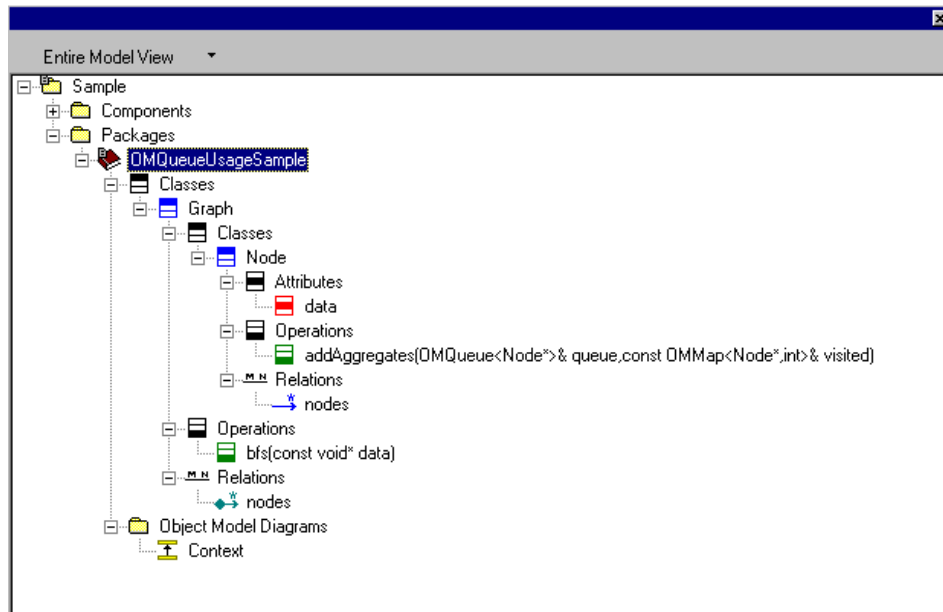 Entire Model View
Sample
Components
Packages
OMQueueUsageSample
Classes
Graph
Classes
Node
Attributes
data
Operations
addAggregates(OMQueue<Node*>& queue,const OMMap<Node*,int>& visited)
M N Relations
nodes
Operations
bfs(const void* data)
M N Relations
nodes
Object Model Diagrams
Context